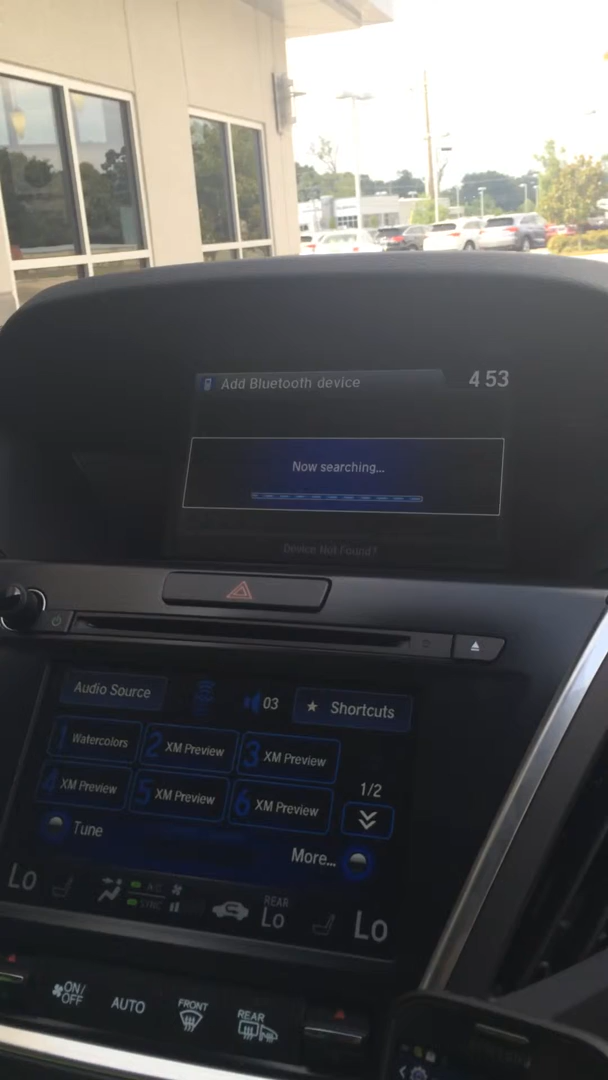 Add Bluetooth device
4 53
Now searching...
Device Not Found?
Audio Source
03
★ Shortcuts
1 Watercolors
2 XM Preview
3 XM Preview
4 XM Preview
5 XM Preview
6 XM Preview
1/2
Tune
More...
Lo
A/C
SYNC
REAR
Lo
Lo
ON/
OFF
AUTO
FRONT
REAR